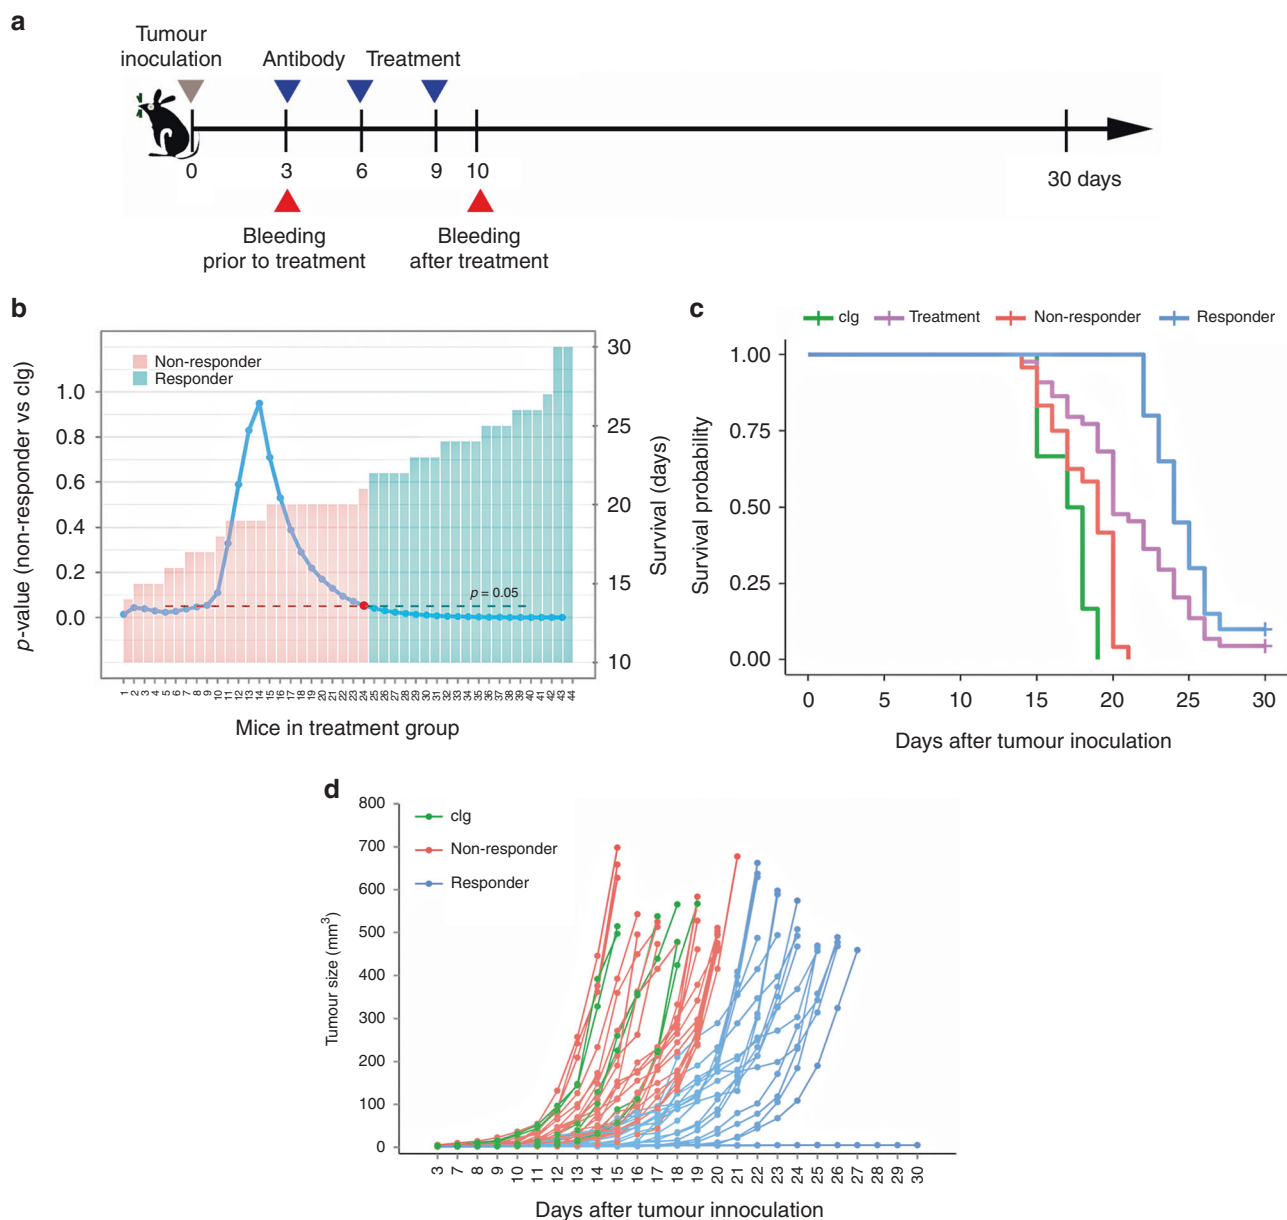 a
Tumour
inoculation
Antibody
Treatment
0
3
6
9
10
30 days
Bleeding
prior to treatment
Bleeding
after treatment
b
Non-responder
Responder
p-value (non-responder vs clg)
1.0
0.8
0.6
0.4
0.2
0.0
p = 0.05
30
25
20
15
10
Survival (days)
1 2 3 4 5 6 7 8 9 10 11 12 13 14 15 16 17 18 19 20 21 22 23 24 25 26 27 28 29 30 31 32 33 34 35 36 37 38 39 40 41 42 43 44
Mice in treatment group
c
clg Treatment Non-responder Responder
Survival probability
1.00
0.75
0.50
0.25
0.00
0 5 10 15 20 25 30
Days after tumour inoculation
d
clg
Non-responder
Responder
Tumour size (mm³)
800
700
600
500
400
300
200
100
0
3 7 8 9 10 11 12 13 14 15 16 17 18 19 20 21 22 23 24 25 26 27 28 29 30
Days after tumour innoculation